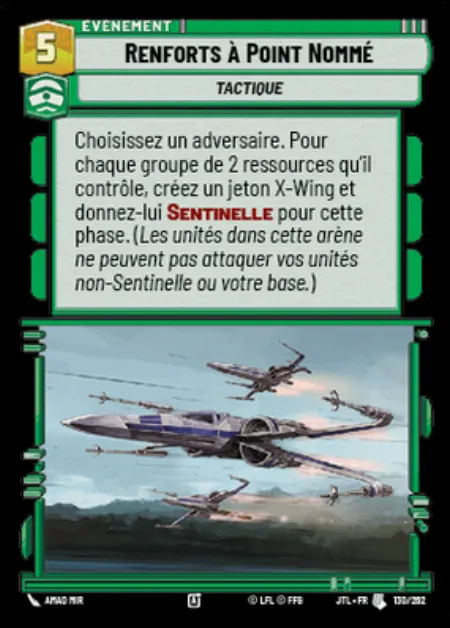 ÉVÉNEMENT
5
RENFORTS À POINT NOMMÉ
TACTIQUE
Choisissez un adversaire. Pour
chaque groupe de 2 ressources qu'il
contrôle, créez un jeton X-Wing et
donnez-lui SENTINELLE pour cette
phase. (Les unités dans cette arène
ne peuvent pas attaquer vos unités
non-Sentinelle ou votre base.)
AMAD MIR
A
© LFL © FFG
JTL • FR
130/262